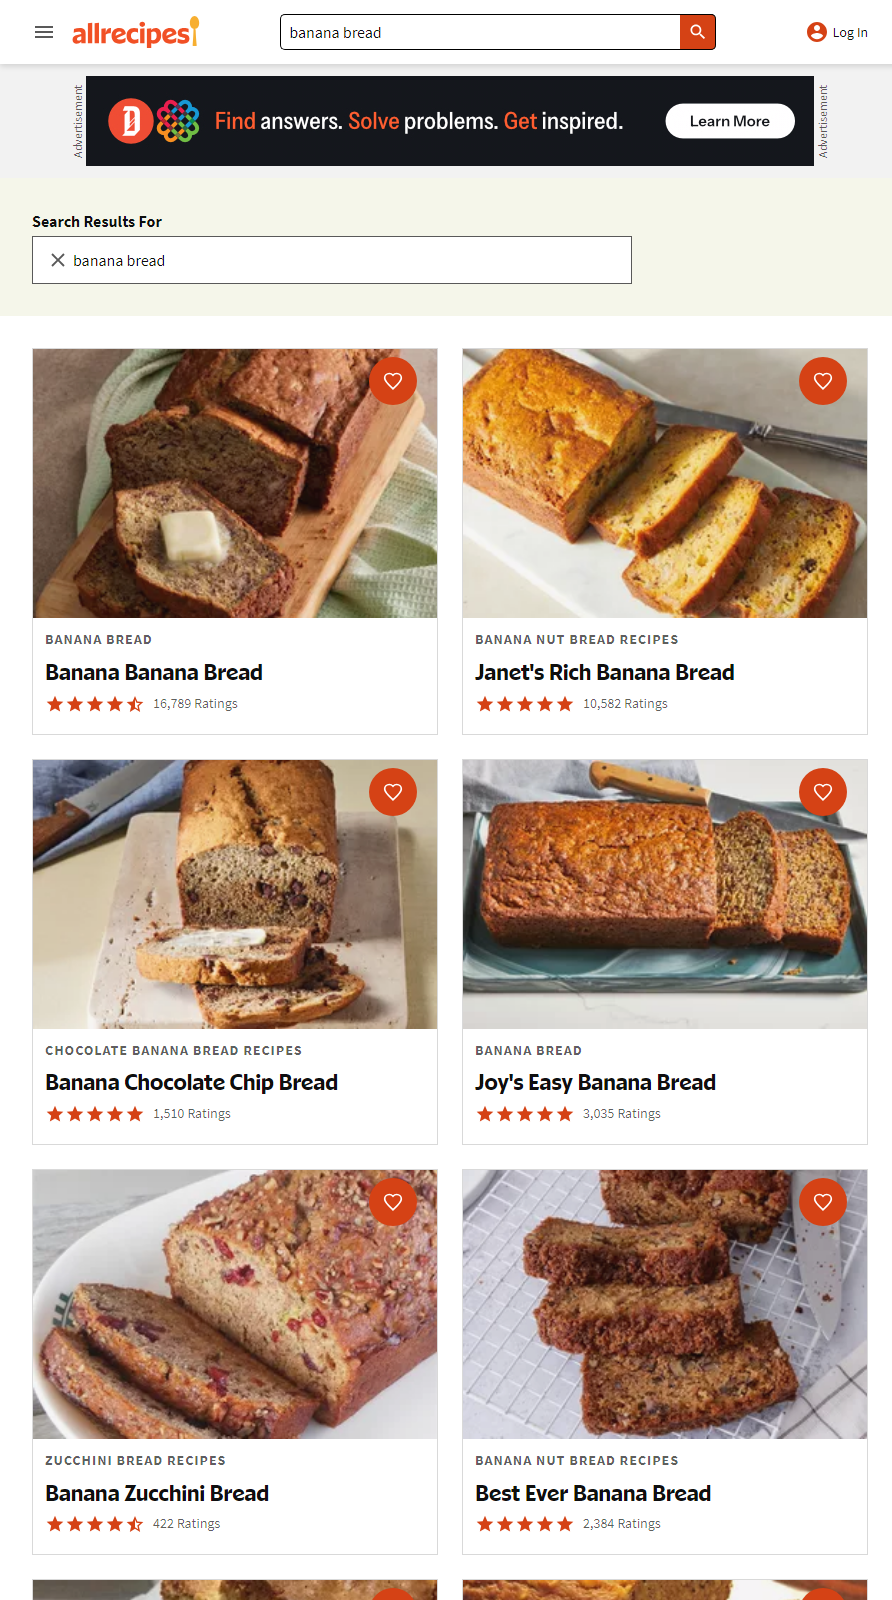 allrecipes
banana bread
Log In
Advertisement
D
Find answers. Solve problems. Get inspired.
Learn More
Advertisement
Search Results For
banana bread
BANANA BREAD
Banana Banana Bread
16,789 Ratings
BANANA NUT BREAD RECIPES
Janet's Rich Banana Bread
10,582 Ratings
CHOCOLATE BANANA BREAD RECIPES
Banana Chocolate Chip Bread
1,510 Ratings
BANANA BREAD
Joy's Easy Banana Bread
3,035 Ratings
ZUCCHINI BREAD RECIPES
Banana Zucchini Bread
422 Ratings
BANANA NUT BREAD RECIPES
Best Ever Banana Bread
2,384 Ratings